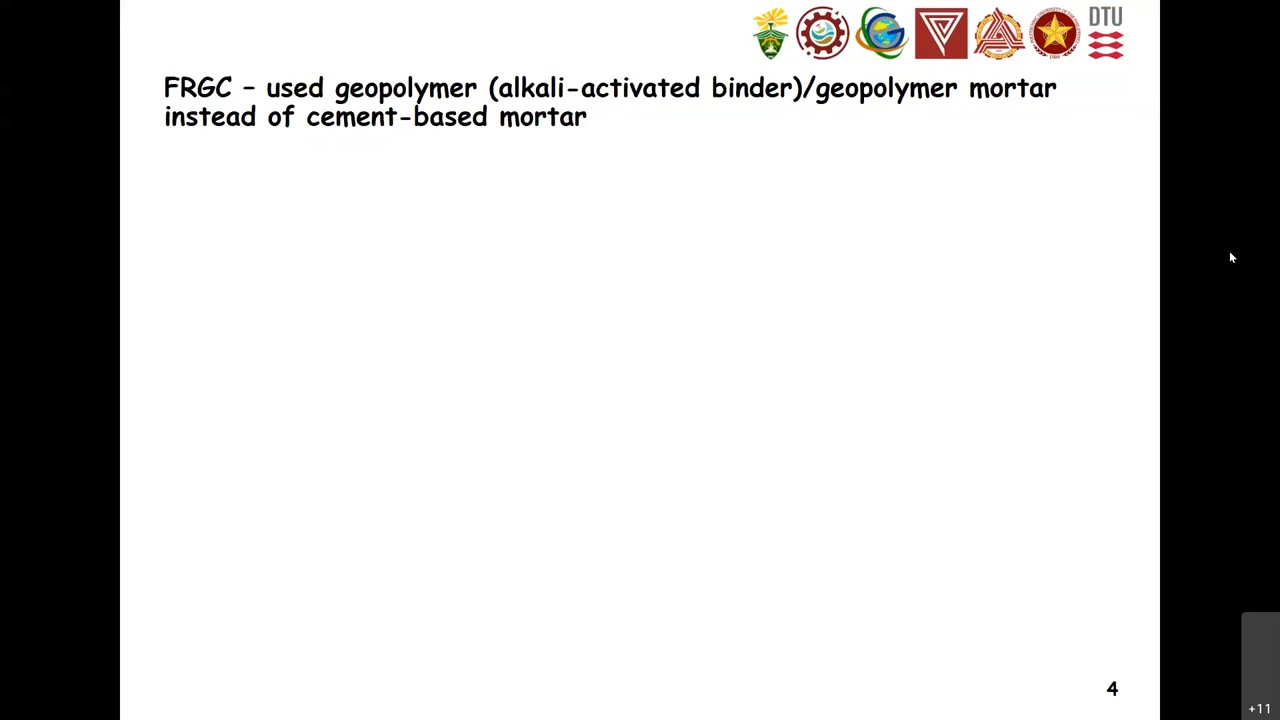 DTU
FRGC – used geopolymer (alkali-activated binder)/geopolymer mortar
instead of cement-based mortar
4
+11